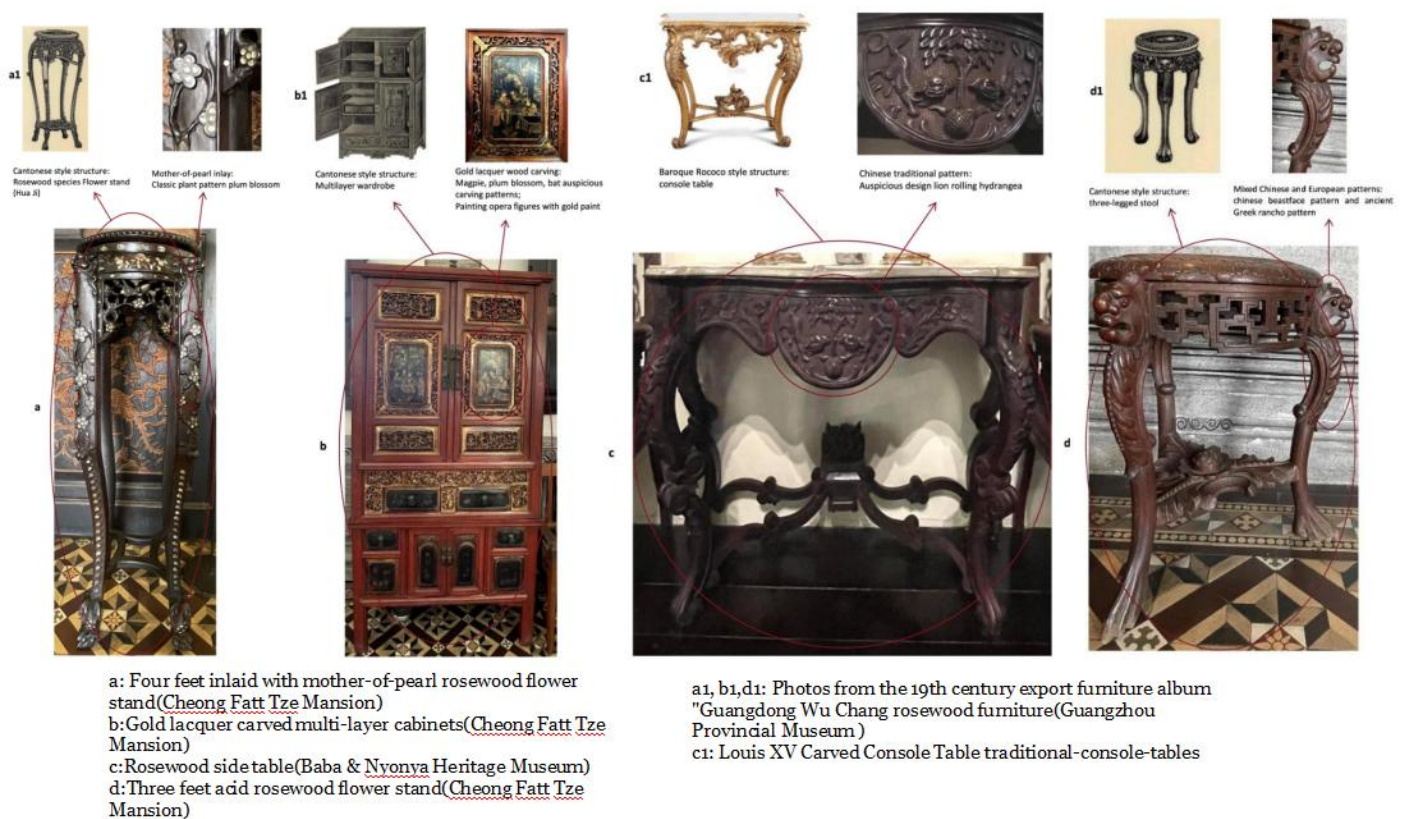 a1
Cantonese style structure:
Rosewood species Flower stand
(Hua Ji)
Mother-of-pearl inlay:
Classic plant pattern plum blossom
b1
Cantonese style structure:
Multilayer wardrobe
Gold lacquer wood carving:
Magpie, plum blossom, bat auspicious
carving patterns;
Painting opera figures with gold paint
c1
Baroque Rococo style structure:
console table
Chinese traditional pattern:
Auspicious design lion rolling hydrangea
d1
Cantonese style structure:
three-legged stool
Mixed Chinese and European patterns:
chinese beastface pattern and ancient
Greek rancho pattern
a
b
c
d
a: Four feet inlaid with mother-of-pearl rosewood flower
stand(Cheong Fatt Tze Mansion)
b:Gold lacquer carved multi-layer cabinets(Cheong Fatt Tze
Mansion)
c:Rosewood side table(Baba & Nyonya Heritage Museum)
d:Three feet acid rosewood flower stand(Cheong Fatt Tze
Mansion)
a1, b1,d1: Photos from the 19th century export furniture album
"Guangdong Wu Chang rosewood furniture(Guangzhou
Provincial Museum)
c1: Louis XV Carved Console Table traditional-console-tables